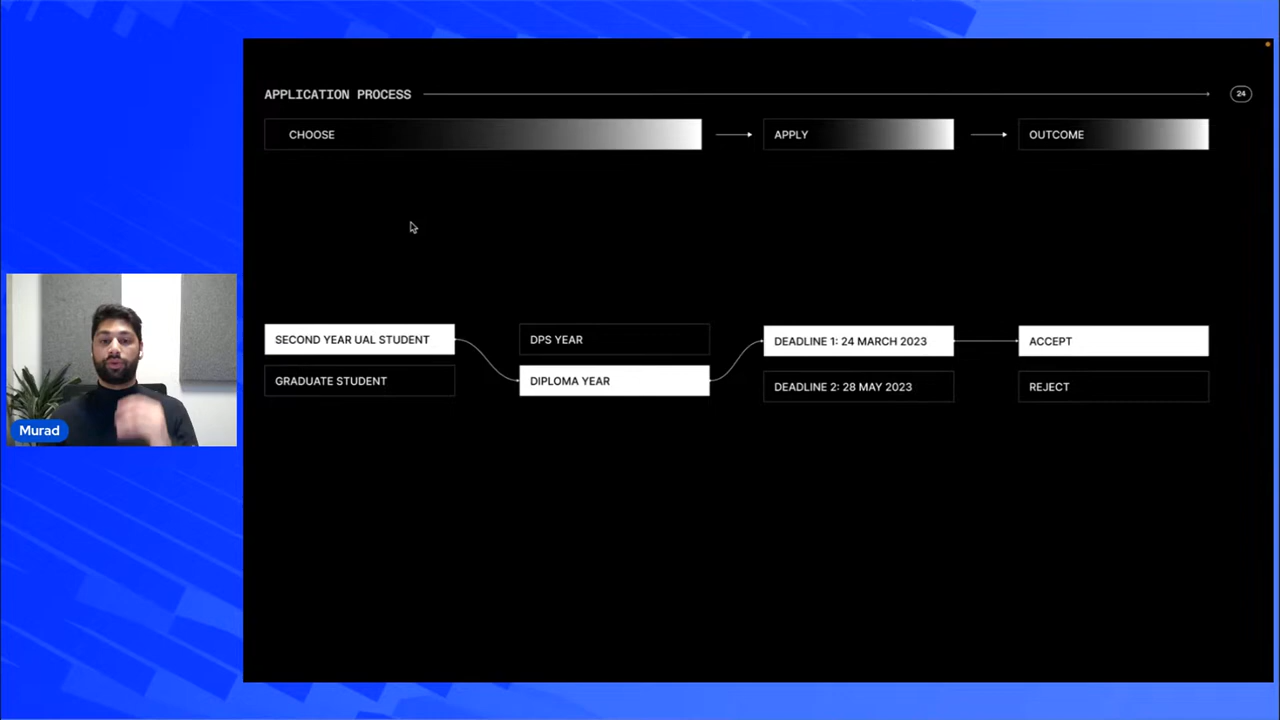 APPLICATION PROCESS
24
CHOOSE
APPLY
OUTCOME
SECOND YEAR UAL STUDENT
DPS YEAR
DEADLINE 1: 24 MARCH 2023
ACCEPT
GRADUATE STUDENT
DIPLOMA YEAR
DEADLINE 2: 28 MAY 2023
REJECT
Murad